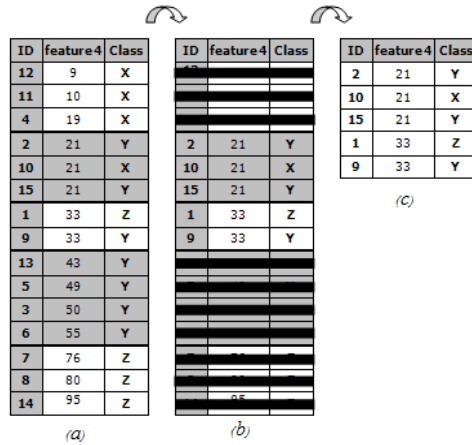 ID feature4 Class
12 9 X
11 10 X
4 19 X
2 21 Y
10 21 X
15 21 Y
1 33 Z
9 33 Y
13 43 Y
5 49 Y
3 50 Y
6 55 Y
7 76 Z
8 80 Z
14 95 Z
(a)
ID feature4 Class
2 21 Y
10 21 X
15 21 Y
1 33 Z
9 33 Y
(b)
ID feature4 Class
2 21 Y
10 21 X
15 21 Y
1 33 Z
9 33 Y
(c)